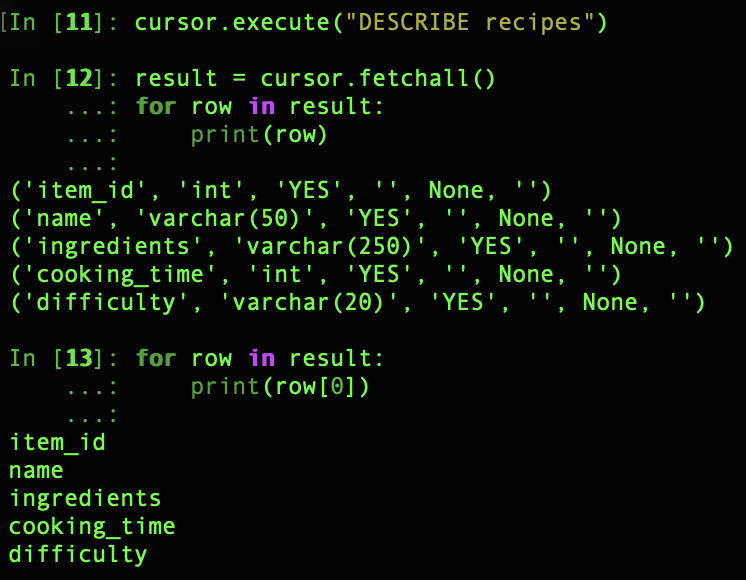 [In [11]: cursor.execute("DESCRIBE recipes")
In [12]: result = cursor.fetchall()
    ...: for row in result:
    ...:     print(row)
    ...:
('item_id', 'int', 'YES', '', None, '')
('name', 'varchar(50)', 'YES', '', None, '')
('ingredients', 'varchar(250)', 'YES', '', None, '')
('cooking_time', 'int', 'YES', '', None, '')
('difficulty', 'varchar(20)', 'YES', '', None, '')
In [13]: for row in result:
    ...:     print(row[0])
    ...:
item_id
name
ingredients
cooking_time
difficulty